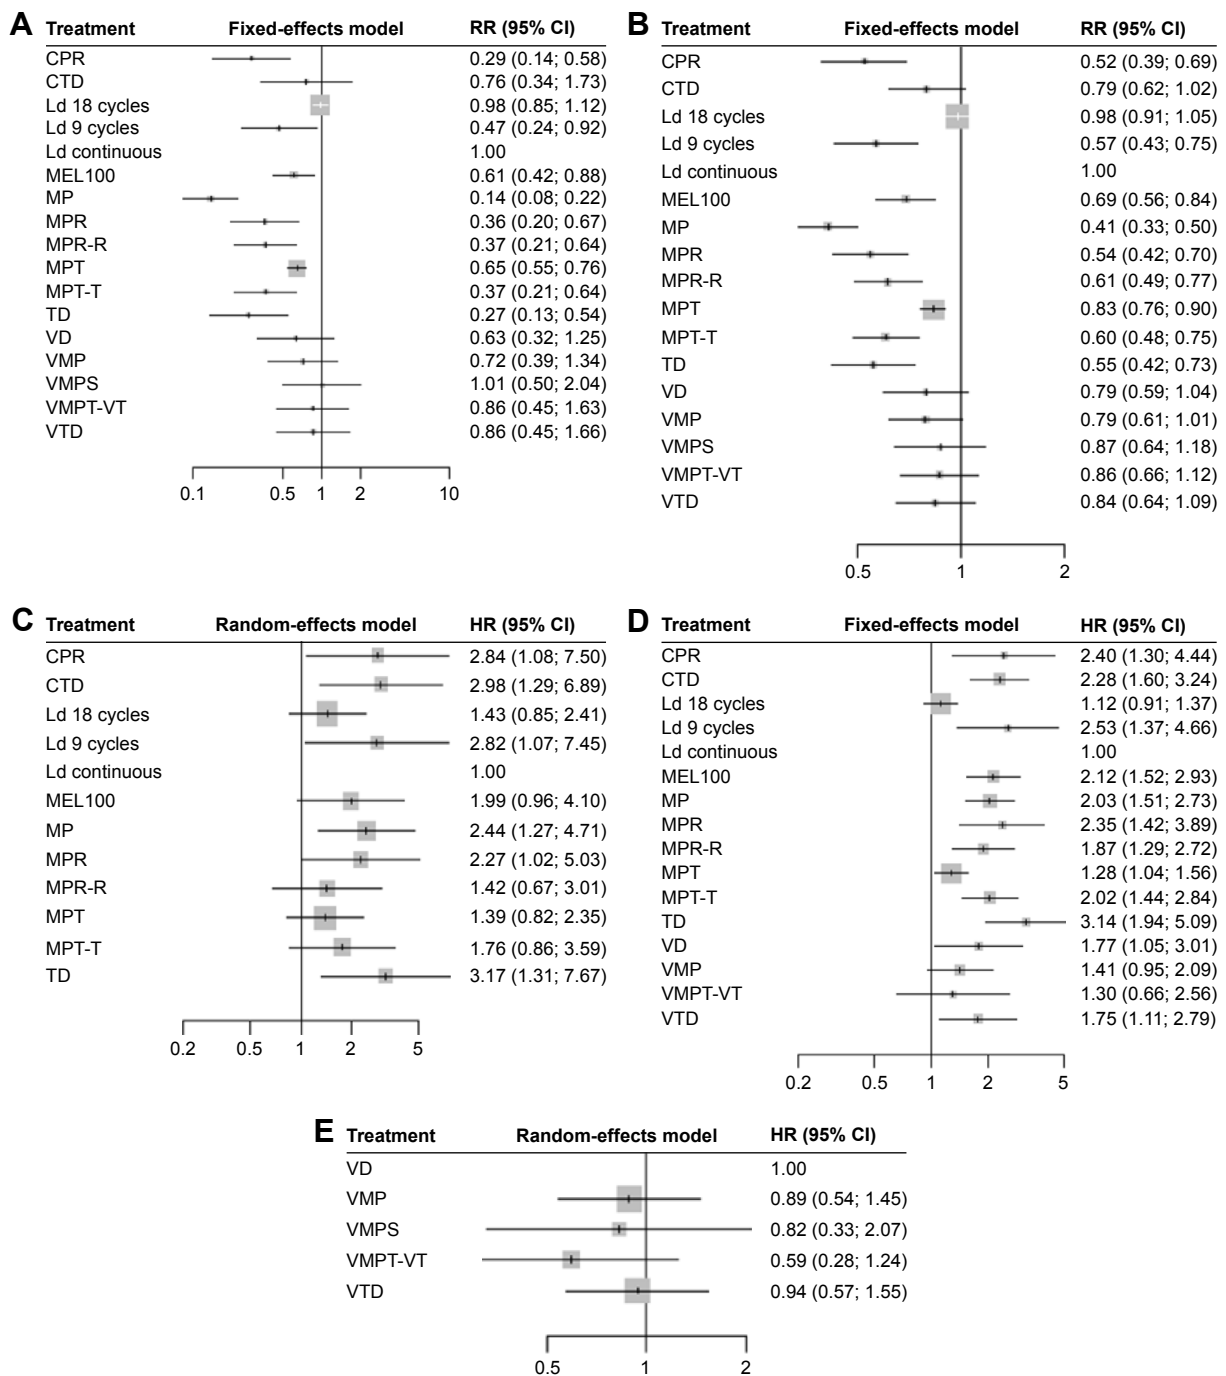 A Treatment Fixed-effects model RR (95% CI)
CPR 0.29 (0.14; 0.58)
CTD 0.76 (0.34; 1.73)
Ld 18 cycles 0.98 (0.85; 1.12)
Ld 9 cycles 0.47 (0.24; 0.92)
Ld continuous 1.00
MEL100 0.61 (0.42; 0.88)
MP 0.14 (0.08; 0.22)
MPR 0.36 (0.20; 0.67)
MPR-R 0.37 (0.21; 0.64)
MPT 0.65 (0.55; 0.76)
MPT-T 0.37 (0.21; 0.64)
TD 0.27 (0.13; 0.54)
VD 0.63 (0.32; 1.25)
VMP 0.72 (0.39; 1.34)
VMPS 1.01 (0.50; 2.04)
VMPT-VT 0.86 (0.45; 1.63)
VTD 0.86 (0.45; 1.66)
0.1 0.5 1 2 10
B Treatment Fixed-effects model RR (95% CI)
CPR 0.52 (0.39; 0.69)
CTD 0.79 (0.62; 1.02)
Ld 18 cycles 0.98 (0.91; 1.05)
Ld 9 cycles 0.57 (0.43; 0.75)
Ld continuous 1.00
MEL100 0.69 (0.56; 0.84)
MP 0.41 (0.33; 0.50)
MPR 0.54 (0.42; 0.70)
MPR-R 0.61 (0.49; 0.77)
MPT 0.83 (0.76; 0.90)
MPT-T 0.60 (0.48; 0.75)
TD 0.55 (0.42; 0.73)
VD 0.79 (0.59; 1.04)
VMP 0.79 (0.61; 1.01)
VMPS 0.87 (0.64; 1.18)
VMPT-VT 0.86 (0.66; 1.12)
VTD 0.84 (0.64; 1.09)
0.5 1 2
C Treatment Random-effects model HR (95% CI)
CPR 2.84 (1.08; 7.50)
CTD 2.98 (1.29; 6.89)
Ld 18 cycles 1.43 (0.85; 2.41)
Ld 9 cycles 2.82 (1.07; 7.45)
Ld continuous 1.00
MEL100 1.99 (0.96; 4.10)
MP 2.44 (1.27; 4.71)
MPR 2.27 (1.02; 5.03)
MPR-R 1.42 (0.67; 3.01)
MPT 1.39 (0.82; 2.35)
MPT-T 1.76 (0.86; 3.59)
TD 3.17 (1.31; 7.67)
0.2 0.5 1 2 5
D Treatment Fixed-effects model HR (95% CI)
CPR 2.40 (1.30; 4.44)
CTD 2.28 (1.60; 3.24)
Ld 18 cycles 1.12 (0.91; 1.37)
Ld 9 cycles 2.53 (1.37; 4.66)
Ld continuous 1.00
MEL100 2.12 (1.52; 2.93)
MP 2.03 (1.51; 2.73)
MPR 2.35 (1.42; 3.89)
MPR-R 1.87 (1.29; 2.72)
MPT 1.28 (1.04; 1.56)
MPT-T 2.02 (1.44; 2.84)
TD 3.14 (1.94; 5.09)
VD 1.77 (1.05; 3.01)
VMP 1.41 (0.95; 2.09)
VMPT-VT 1.30 (0.66; 2.56)
VTD 1.75 (1.11; 2.79)
0.2 0.5 1 2 5
E Treatment Random-effects model HR (95% CI)
VD 1.00
VMP 0.89 (0.54; 1.45)
VMPS 0.82 (0.33; 2.07)
VMPT-VT 0.59 (0.28; 1.24)
VTD 0.94 (0.57; 1.55)
0.5 1 2